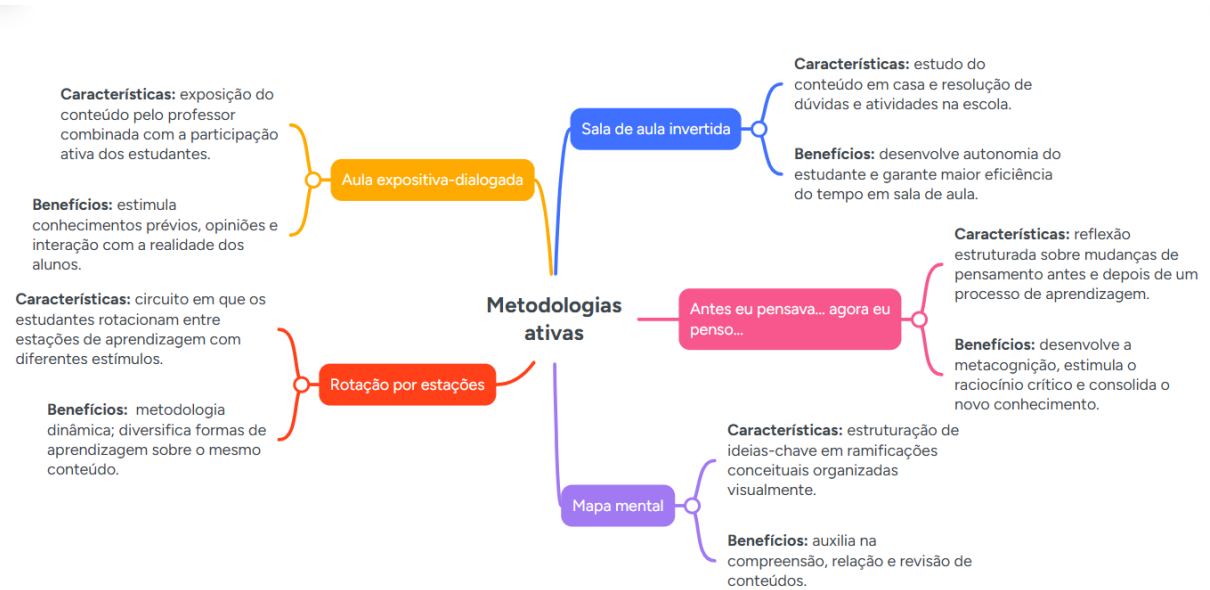 Metodologias
ativas
Sala de aula invertida
Características: estudo do
conteúdo em casa e resolução de
dúvidas e atividades na escola.
Benefícios: desenvolve autonomia do
estudante e garante maior eficiência
do tempo em sala de aula.
Antes eu pensava... agora eu
penso...
Características: reflexão
estruturada sobre mudanças de
pensamento antes e depois de um
processo de aprendizagem.
Benefícios: desenvolve a
metacognição, estimula o
raciocínio crítico e consolida o
novo conhecimento.
Mapa mental
Características: estruturação de
ideias-chave em ramificações
conceituais organizadas
visualmente.
Benefícios: auxilia na
compreensão, relação e revisão de
conteúdos.
Aula expositiva-dialogada
Características: exposição do
conteúdo pelo professor
combinada com a participação
ativa dos estudantes.
Benefícios: estimula
conhecimentos prévios, opiniões e
interação com a realidade dos
alunos.
Rotação por estações
Características: circuito em que os
estudantes rotacionam entre
estações de aprendizagem com
diferentes estímulos.
Benefícios: metodologia
dinâmica; diversifica formas de
aprendizagem sobre o mesmo
conteúdo.